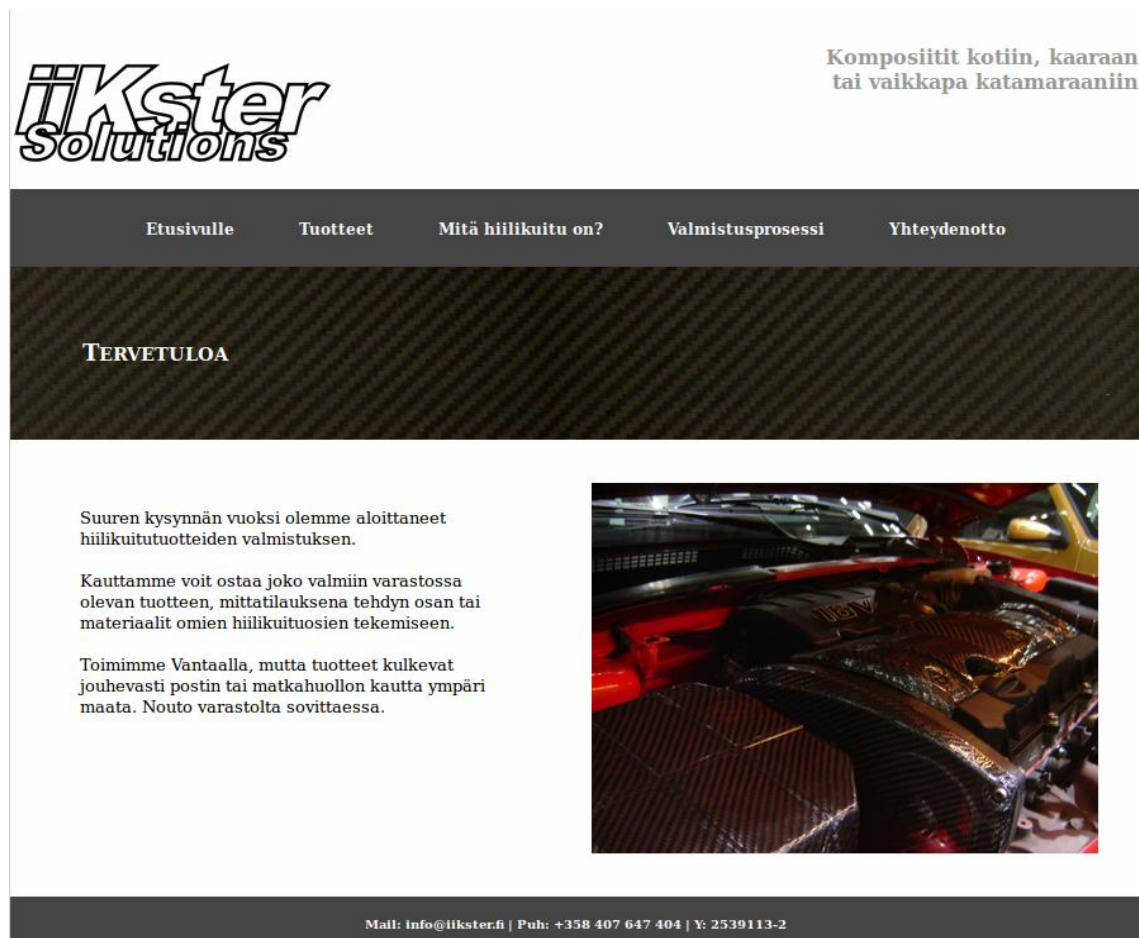 iiKster
Solutions
Komposiitit kotiin, kaaraan
tai vaikkapa katamaraaniin
Etusivulle Tuotteet Mitä hiilikuitu on? Valmistusprosessi Yhteydenotto
TERVETULOA
Suuren kysynnän vuoksi olemme aloittaneet
hiilikuitutuotteiden valmistuksen.
Kauttamme voit ostaa joko valmiin varastossa
olevan tuotteen, mittatilauksena tehdyn osan tai
materiaalit omien hiilikuituosien tekemiseen.
Toimimme Vantaalla, mutta tuotteet kulkevat
jouhevasti postin tai matkahuollon kautta ympäri
maata. Nouto varastolta sovittaessa.
16V
Mail: info@iikster.fi | Puh: +358 407 647 404 | Y: 2539113-2